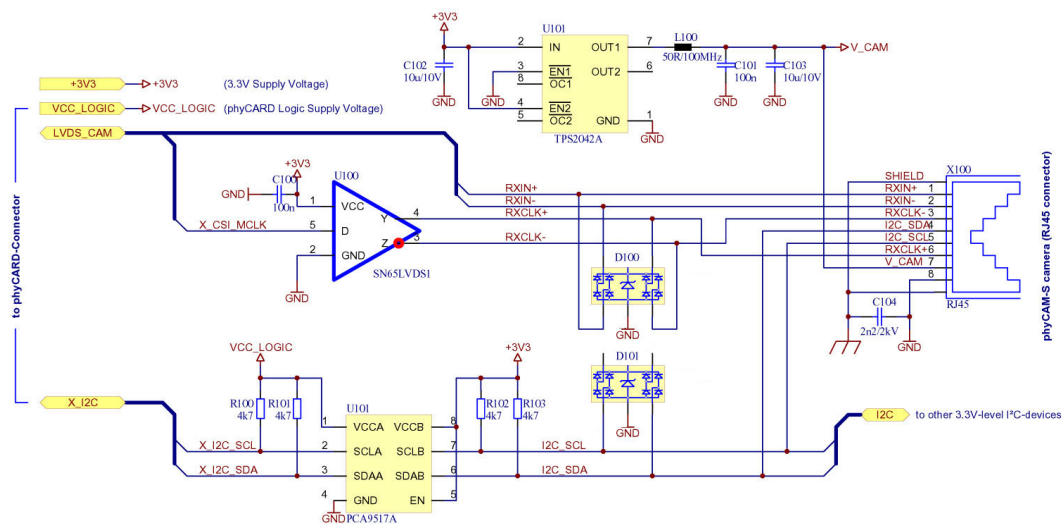 +3V3
U101
L100
C102
10u/10V
2 IN OUT1 7
50R/100MHz
V_CAM
C101
100n
C103
10u/10V
3 EN1 OUT2 6
8 OC1
4 EN2
5 OC2 GND 1
GND
GND
GND
GND
GND
TPS2042A
+3V3 +3V3 (3.3V Supply Voltage)
VCC_LOGIC VCC_LOGIC (phyCARD Logic Supply Voltage)
LVDS_CAM
to phyCARD-Connector
+3V3
U100
GND
C100
100n
1 VCC
X_CSI_MCLK 5 D
2 GND
Y 4
Z 3
GND
SN65LVDS1
RXIN+
RXIN-
RXCLK+
RXCLK-
X100
SHIELD
RXIN+ 1
RXIN- 2
RXCLK- 3
I2C_SDA 4
I2C_SCL 5
RXCLK+ 6
V_CAM 7
8
RJ45
phyCAM-S camera (RJ45 connector)
C104
2n2/2kV
GND
D100
GND
D101
GND
VCC_LOGIC
+3V3
R100
4k7
R101
4k7
U101
R102
4k7
R103
4k7
1 VCCA VCCB 8
X_I2C
X_I2C_SCL 2 SCLA SCLB 7 I2C_SCL
X_I2C_SDA 3 SDAA SDAB 6 I2C_SDA
4 GND EN 5
GND
PCA9517A
I2C to other 3.3V-level I²C-devices